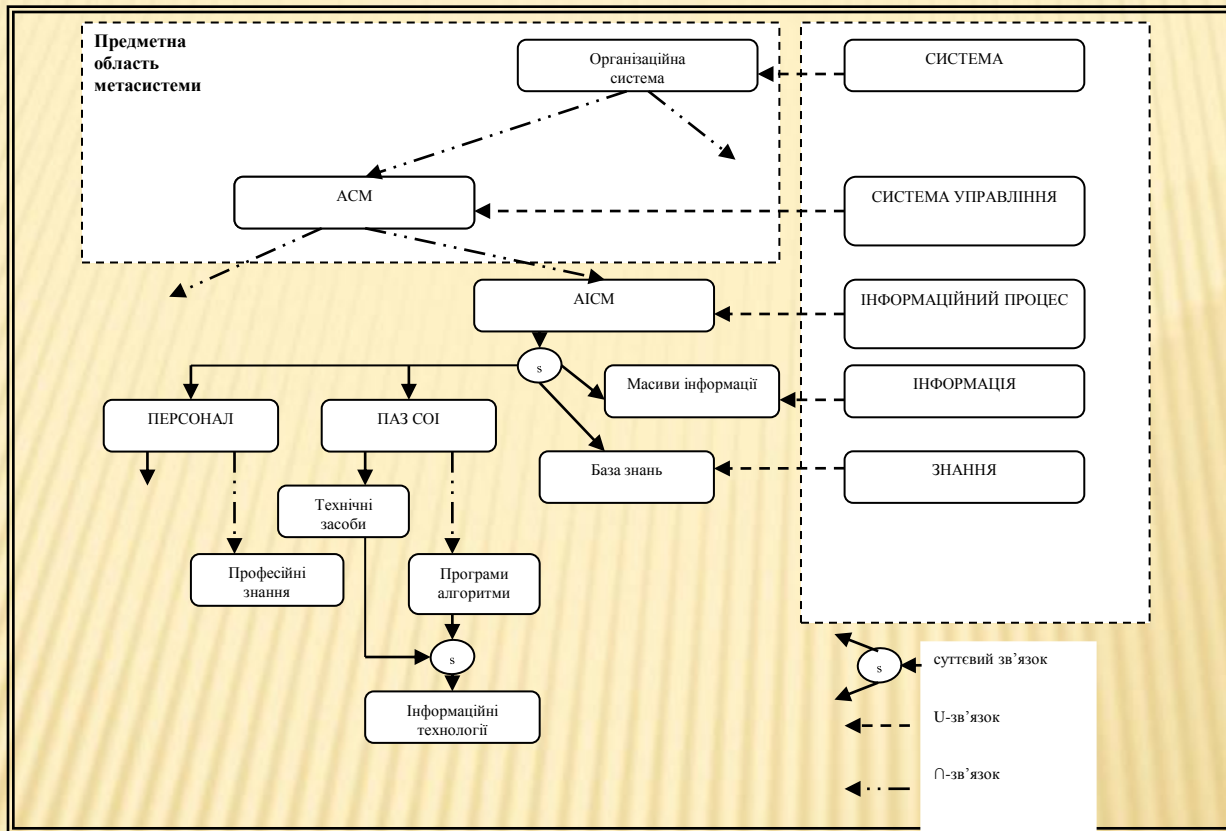 Предметна
область
метасистеми
Організаційна
система
СИСТЕМА
АСМ
СИСТЕМА УПРАВЛІННЯ
АІСМ
ІНФОРМАЦІЙНИЙ ПРОЦЕС
s
Масиви інформації
ІНФОРМАЦІЯ
ПЕРСОНАЛ
ПАЗ СОІ
База знань
ЗНАННЯ
Технічні
засоби
Професійні
знання
Програми
алгоритми
s
Інформаційні
технології
s
суттєвий зв’язок
U-зв’язок
∩-зв’язок